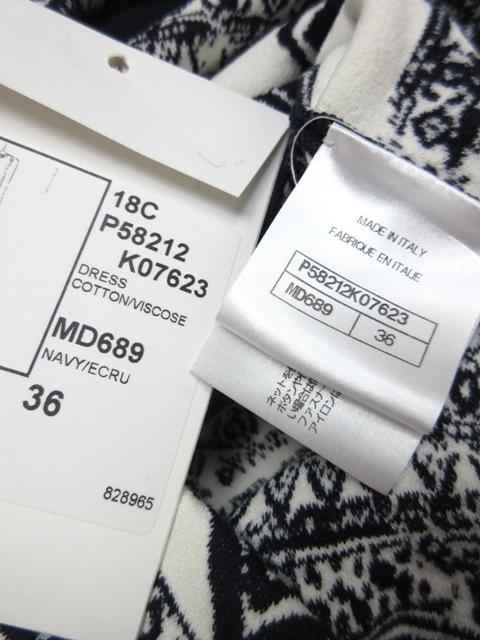 18C
P58212
K07623
DRESS
COTTON/VISCOSE
MD689
NAVY/ECRU
36
828965
MADE IN ITALY
FABRIQUE EN ITALIE
P58212K07623
MD689
36